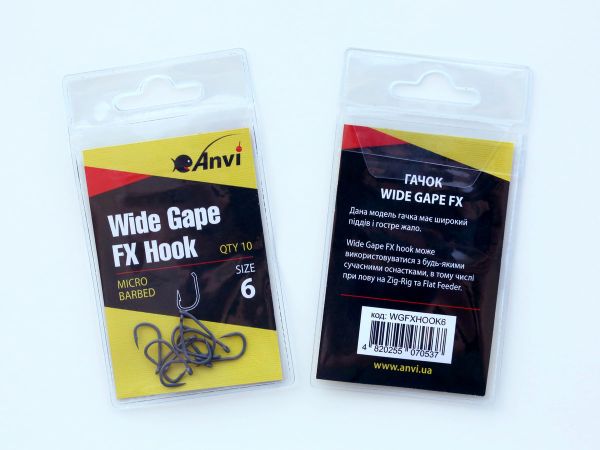 Anvi
Wide Gape
FX Hook
QTY 10
MICRO
BARBED
SIZE
6
ГАЧОК
WIDE GAPE FX
Дана модель гачка має широкий
піддів і гостре жало.
Wide Gape FX hook може
використовуватися з будь-якими
сучасними оснастками, в тому числі
при лову на Zig-Rig та Flat Feeder.
код: WGFXHOOK6
4 820255 070537
www.anvi.ua